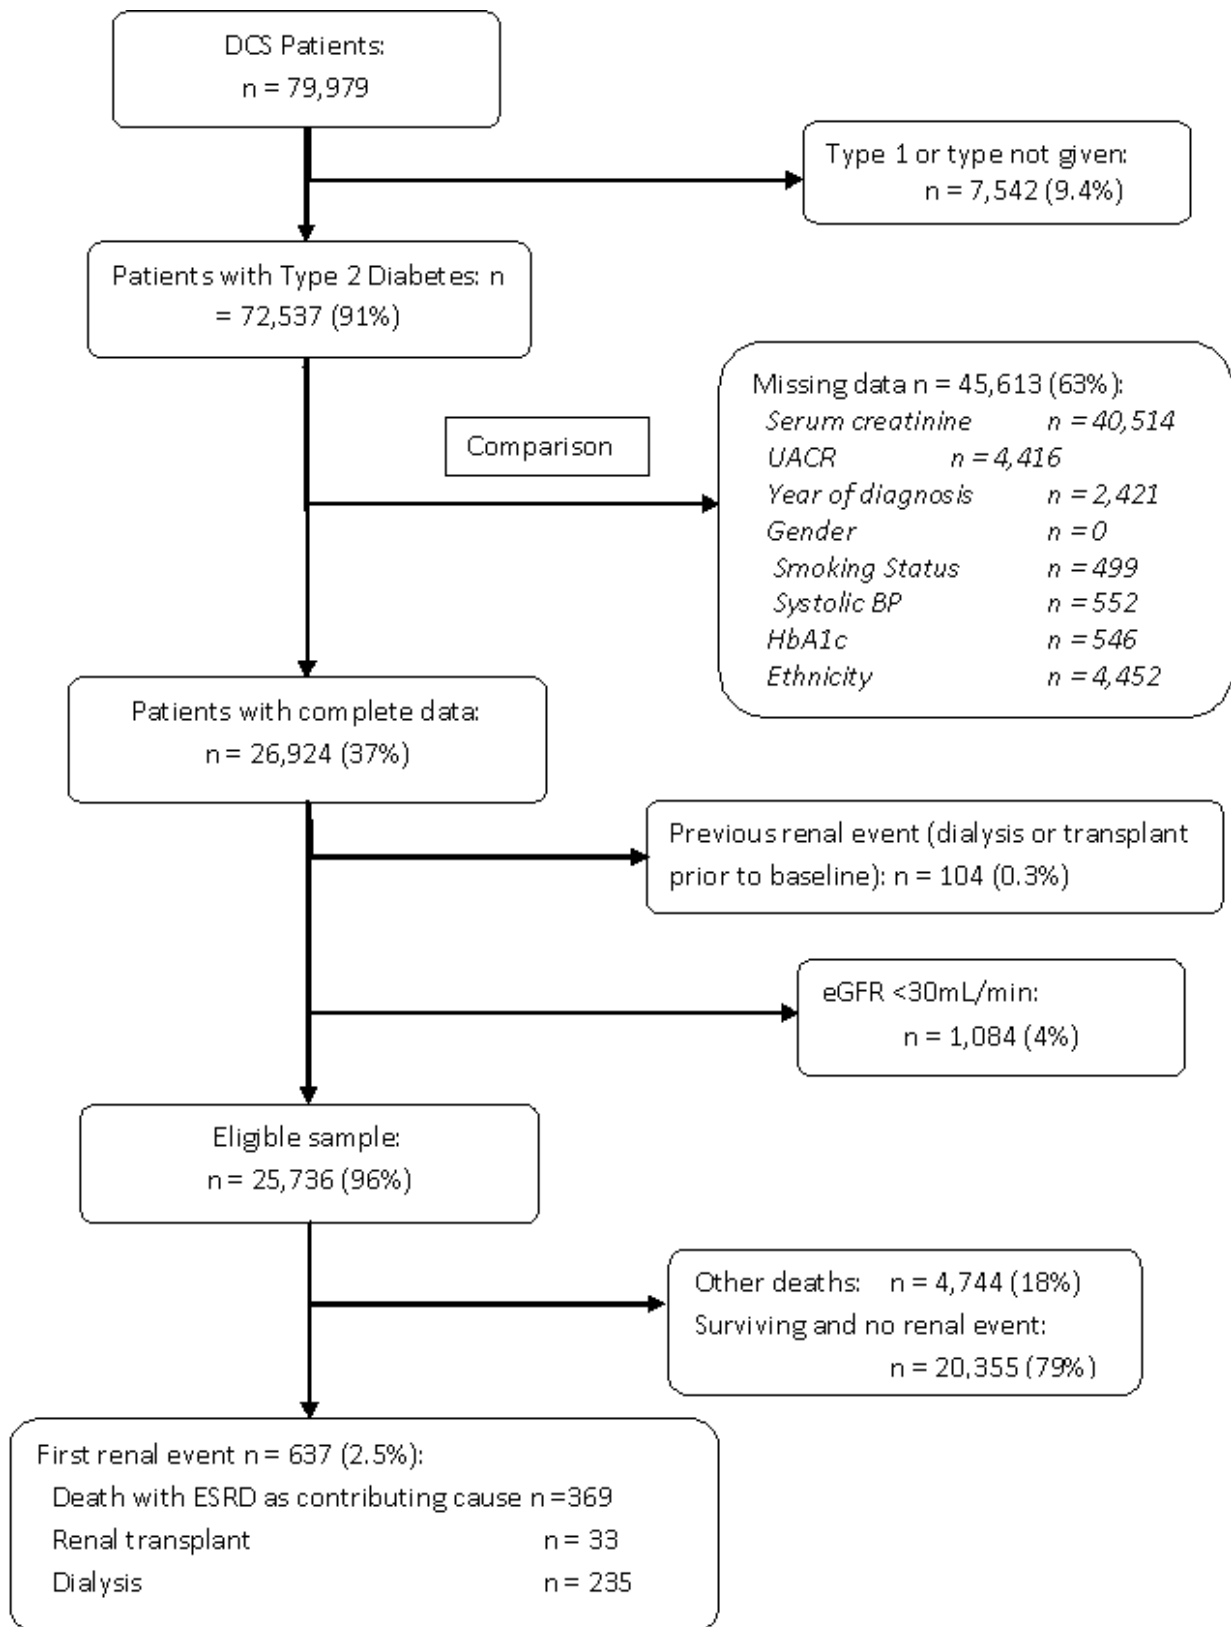 DCS Patients:
n = 79,979
Type 1 or type not given:
n = 7,542 (9.4%)
Patients with Type 2 Diabetes: n
= 72,537 (91%)
Missing data n = 45,613 (63%):
Serum creatinine n = 40,514
UACR n = 4,416
Year of diagnosis n = 2,421
Gender n = 0
Smoking Status n = 499
Systolic BP n = 552
HbA1c n = 546
Ethnicity n = 4,452
Comparison
Patients with complete data:
n = 26,924 (37%)
Previous renal event (dialysis or transplant
prior to baseline): n = 104 (0.3%)
eGFR <30mL/min:
n = 1,084 (4%)
Eligible sample:
n = 25,736 (96%)
Other deaths: n = 4,744 (18%)
Surviving and no renal event:
n = 20,355 (79%)
First renal event n = 637 (2.5%):
Death with ESRD as contributing cause n =369
Renal transplant n = 33
Dialysis n = 235